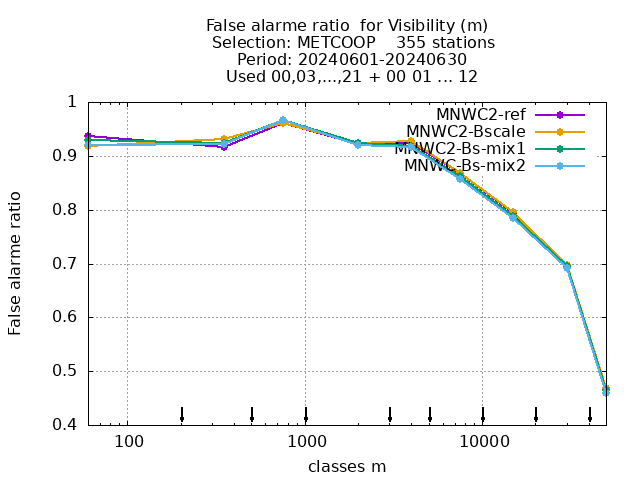 False alarme ratio  for Visibility (m)
Selection: METCOOP    355 stations
Period: 20240601-20240630
Used 00,03,...,21 + 00 01 ... 12
MNWC2-ref
MNWC2-Bscale
MNWC2-Bs-mix1
MNWC-Bs-mix2
1
0.9
0.8
0.7
0.6
0.5
0.4
False alarme ratio
100 1000 10000
classes m